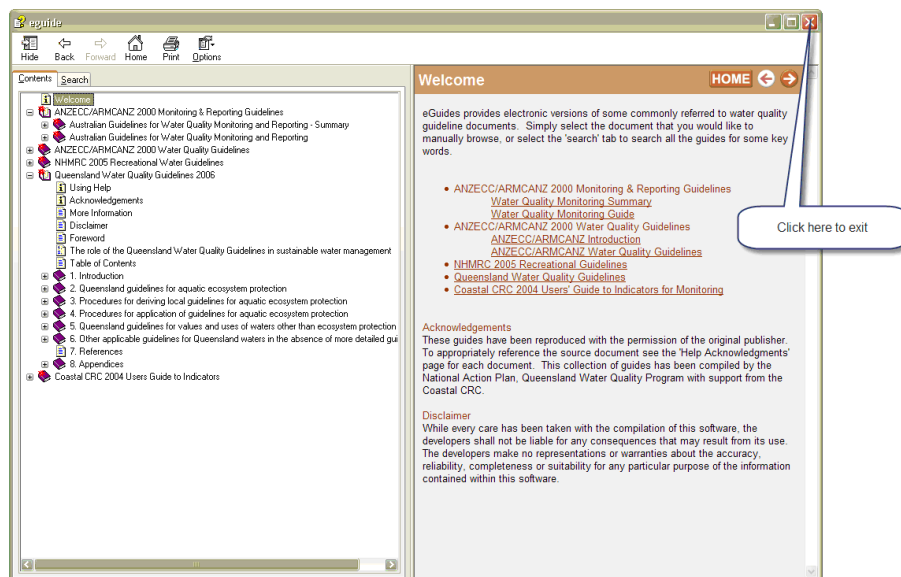 eguide
Hide Back Forward Home Print Options
Contents Search
Welcome
ANZECC/ARMCANZ 2000 Monitoring & Reporting Guidelines
Australian Guidelines for Water Quality Monitoring and Reporting - Summary
Australian Guidelines for Water Quality Monitoring and Reporting
ANZECC/ARMCANZ 2000 Water Quality Guidelines
NHMRC 2005 Recreational Water Guidelines
Queensland Water Quality Guidelines 2006
Using Help
Acknowledgements
More Information
Disclaimer
Foreword
The role of the Queensland Water Quality Guidelines in sustainable water management
Table of Contents
1. Introduction
2. Queensland guidelines for aquatic ecosystem protection
3. Procedures for deriving local guidelines for aquatic ecosystem protection
4. Procedures for application of guidelines for aquatic ecosystem protection
5. Queensland guidelines for values and uses of waters other than ecosystem protection
6. Other applicable guidelines for Queensland waters in the absence of more detailed gui
7. References
8. Appendices
Coastal CRC 2004 Users Guide to Indicators
Welcome HOME
eGuides provides electronic versions of some commonly referred to water quality
guideline documents. Simply select the document that you would like to
manually browse, or select the 'search' tab to search all the guides for some key
words.
ANZECC/ARMCANZ 2000 Monitoring & Reporting Guidelines
Water Quality Monitoring Summary
Water Quality Monitoring Guide
ANZECC/ARMCANZ 2000 Water Quality Guidelines
ANZECC/ARMCANZ Introduction
ANZECC/ARMCANZ Water Quality Guidelines
NHMRC 2005 Recreational Guidelines
Queensland Water Quality Guidelines
Coastal CRC 2004 Users' Guide to Indicators for Monitoring
Click here to exit
Acknowledgements
These guides have been reproduced with the permission of the original publisher.
To appropriately reference the source document see the 'Help Acknowledgments'
page for each document. This collection of guides has been compiled by the
National Action Plan, Queensland Water Quality Program with support from the
Coastal CRC.
Disclaimer
While every care has been taken with the compilation of this software, the
developers shall not be liable for any consequences that may result from its use.
The developers make no representations or warranties about the accuracy,
reliability, completeness or suitability for any particular purpose of the information
contained within this software.